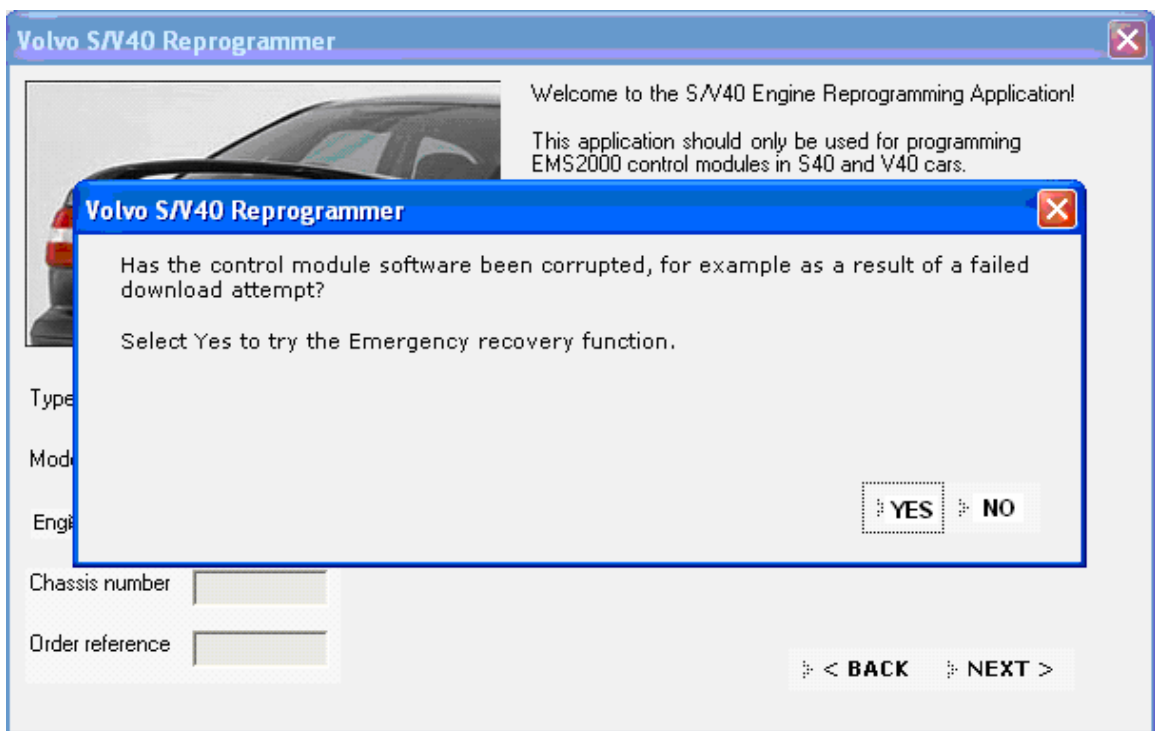 Volvo S/V40 Reprogrammer
Welcome to the S/V40 Engine Reprogramming Application!
This application should only be used for programming
EMS2000 control modules in S40 and V40 cars.
Volvo S/V40 Reprogrammer
Has the control module software been corrupted, for example as a result of a failed
download attempt?
Select Yes to try the Emergency recovery function.
YES NO
Type
Chassis number
Order reference
< BACK NEXT >